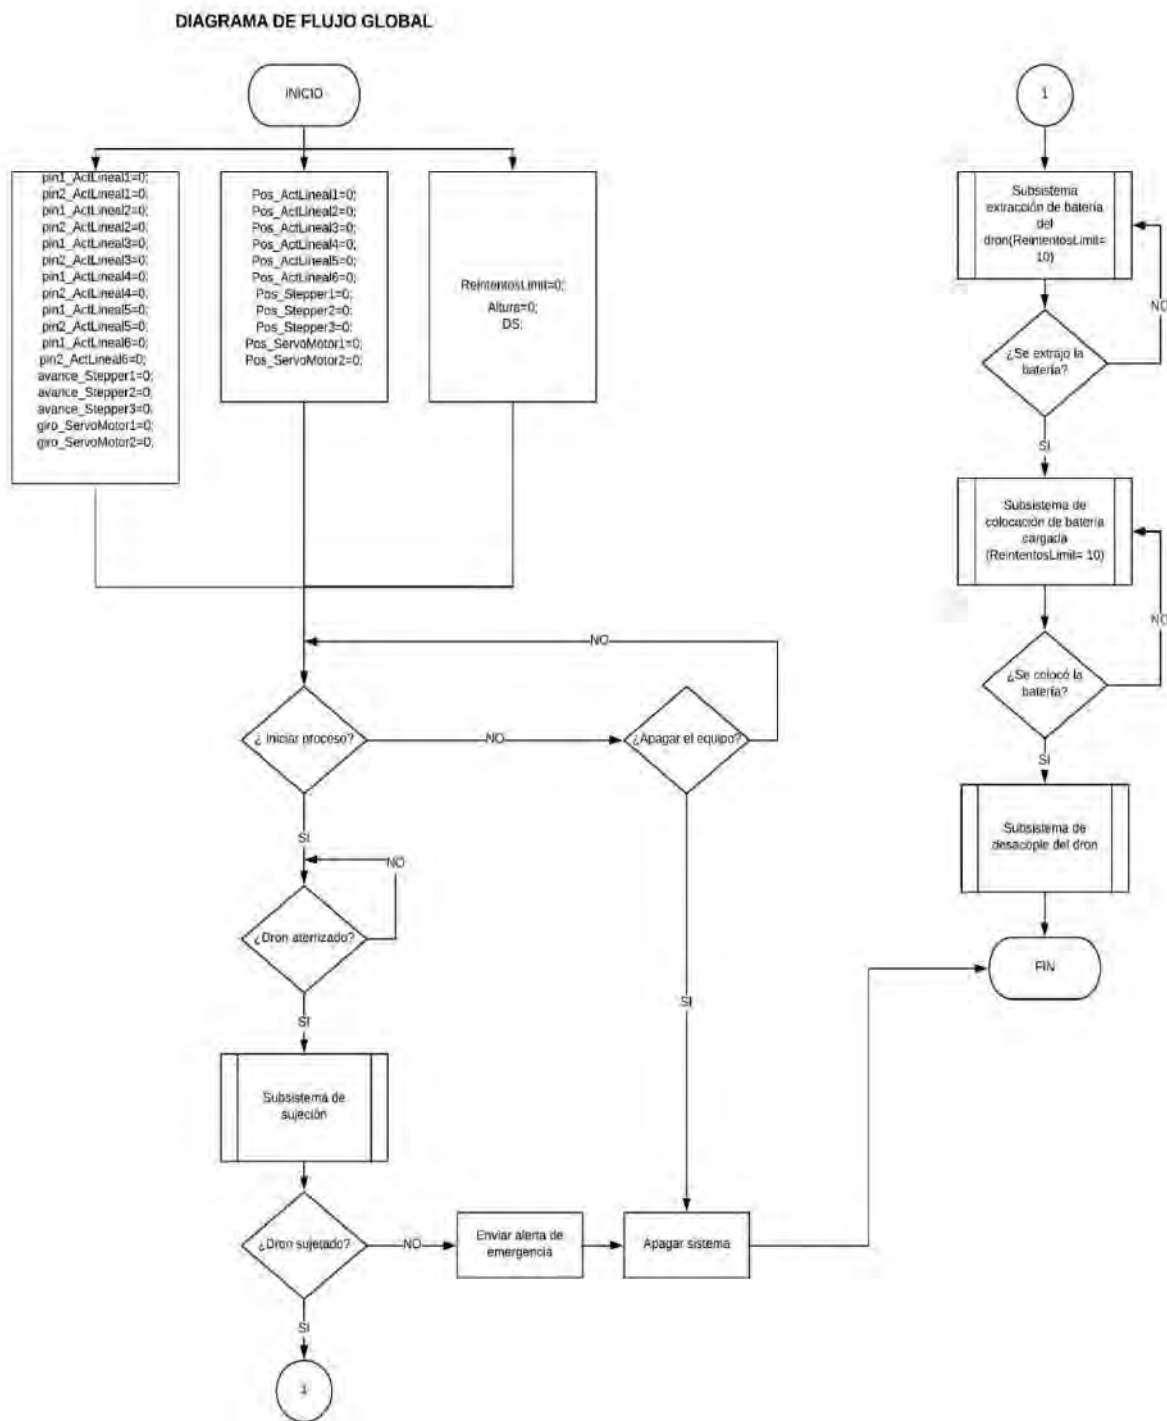 DIAGRAMA DE FLUJO GLOBAL
INICIO
pin1_ActLineal1=0;
pin2_ActLineal1=0;
pin1_ActLineal2=0;
pin2_ActLineal2=0;
pin1_ActLineal3=0;
pin2_ActLineal3=0;
pin1_ActLineal4=0;
pin2_ActLineal4=0;
pin1_ActLineal5=0;
pin2_ActLineal5=0;
pin1_ActLineal6=0;
pin2_ActLineal6=0;
avance_Stepper1=0;
avance_Stepper2=0;
avance_Stepper3=0;
giro_ServoMotor1=0;
giro_ServoMotor2=0;
Pos_ActLineal1=0;
Pos_ActLineal2=0;
Pos_ActLineal3=0;
Pos_ActLineal4=0;
Pos_ActLineal5=0;
Pos_ActLineal6=0;
Pos_Stepper1=0;
Pos_Stepper2=0;
Pos_Stepper3=0;
Pos_ServoMotor1=0;
Pos_ServoMotor2=0;
ReintentosLimit=0;
Altura=0;
DS;
NO
¿ Iniciar proceso?
NO
¿Apagar el equipo?
SI
NO
¿Dron aterrizado?
SI
SI
Subsistema de
sujeción
¿Dron sujetado?
NO
Enviar alerta de
emergencia
Apagar sistema
SI
1
1
Subsistema
extracción de batería
del
dron(ReintentosLimit=
10)
NO
¿Se extrajo la
batería?
SI
Subsistema de
colocación de batería
cargada
(ReintentosLimit= 10)
NO
¿Se colocó la
batería?
SI
Subsistema de
desacople del dron
FIN